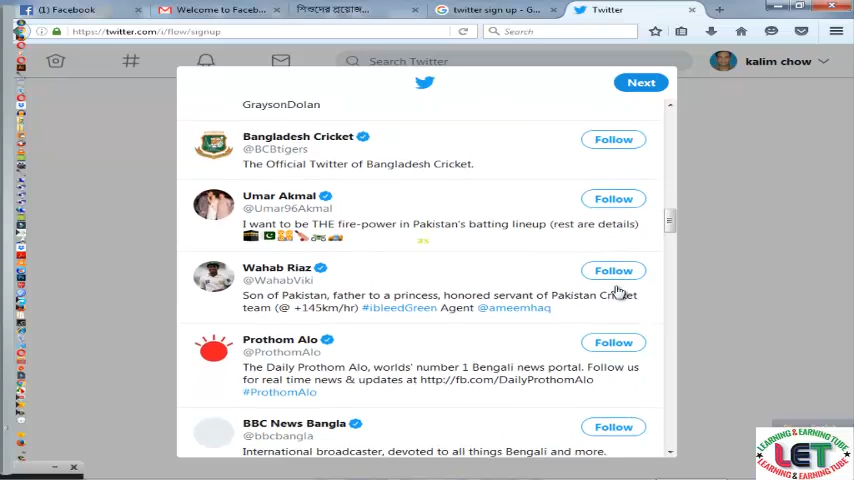 (1) Facebook
Welcome to Faceb...
শিশুদের প্রয়োজ...
twitter sign up - G...
Twitter
https://twitter.com/i/flow/signup
Search
Search Twitter
kalim chow
Next
GraysonDolan
Bangladesh Cricket
@BCBtigers
The Official Twitter of Bangladesh Cricket.
Follow
Umar Akmal
@Umar96Akmal
I want to be THE fire-power in Pakistan's batting lineup (rest are details)
Follow
Wahab Riaz
@WahabViki
Son of Pakistan, father to a princess, honored servant of Pakistan Cricket
team (@ +145km/hr) #ibleedGreen Agent @ameemhaq
Follow
Prothom Alo
@ProthomAlo
The Daily Prothom Alo, worlds' number 1 Bengali news portal. Follow us
for real time news & updates at http://fb.com/DailyProthomAlo
#ProthomAlo
Follow
BBC News Bangla
@bbcbangla
International broadcaster, devoted to all things Bengali and more.
Follow
LEARNING & EARNING TUBE
LET
LEARNING & EARNING TUBE